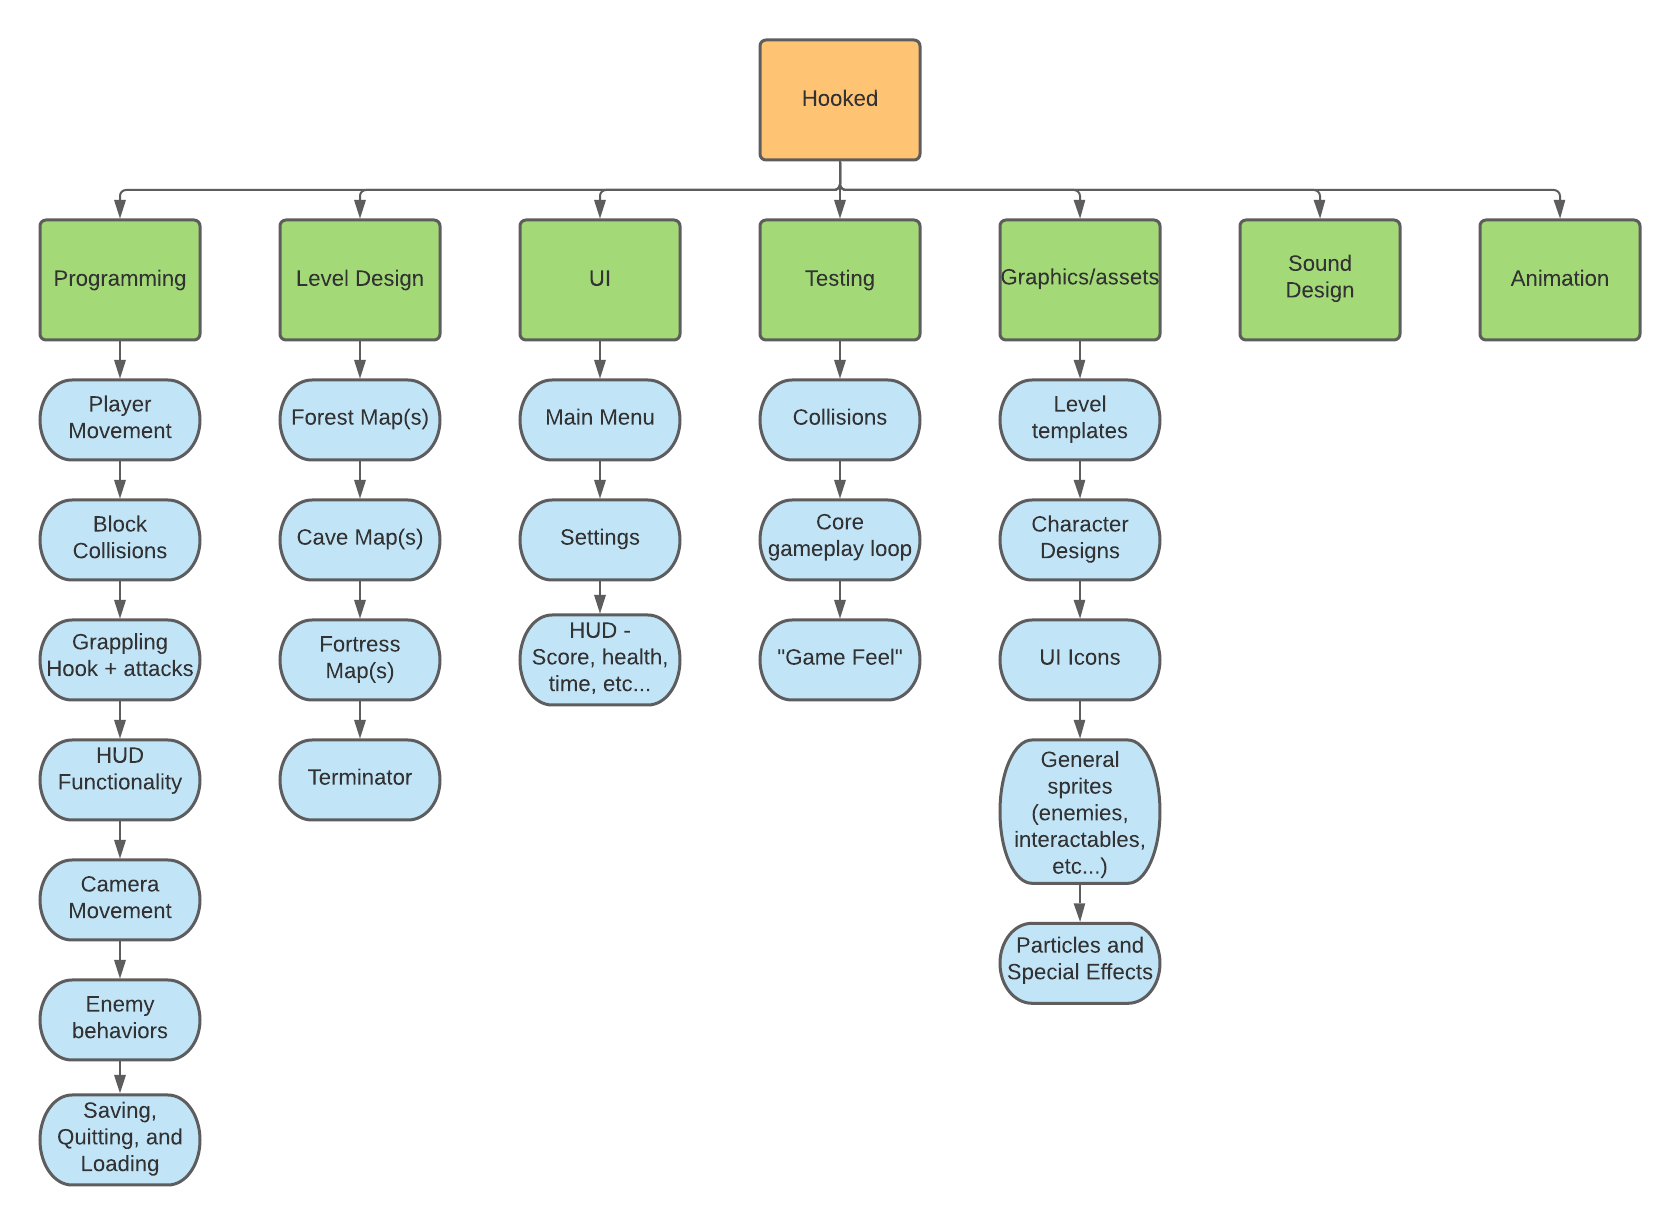 Hooked
Programming
Level Design
UI
Testing
Graphics/assets
Sound
Design
Animation
Player
Movement
Block
Collisions
Grappling
Hook + attacks
HUD
Functionality
Camera
Movement
Enemy
behaviors
Saving,
Quitting, and
Loading
Forest Map(s)
Cave Map(s)
Fortress
Map(s)
Terminator
Main Menu
Settings
HUD -
Score, health,
time, etc...
Collisions
Core
gameplay loop
"Game Feel"
Level
templates
Character
Designs
UI Icons
General
sprites
(enemies,
interactables,
etc...)
Particles and
Special Effects